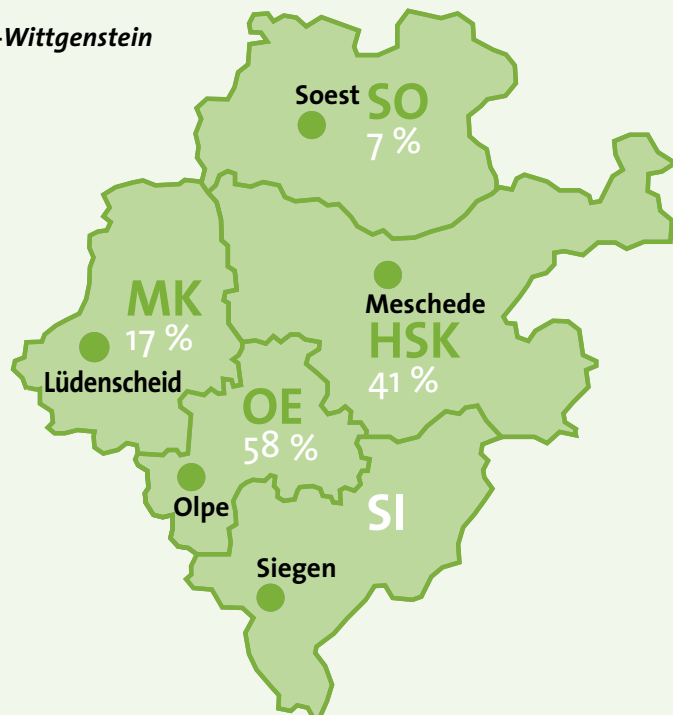 -Wittgenstein
Soest SO
7 %
MK
17 %
Lüdenscheid
Meschede
HSK
41 %
OE
58 %
Olpe
SI
Siegen